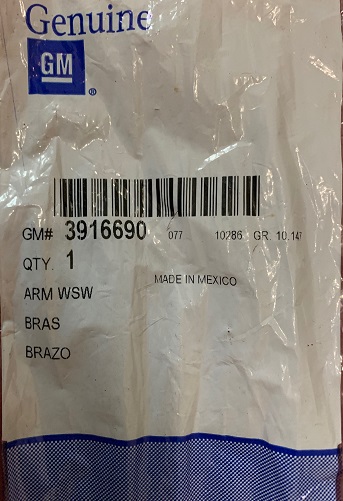 Genuine
GM
®
GM# 3916690 077 10286 GR. 10.147
QTY. 1
MADE IN MEXICO
ARM WSW
BRAS
BRAZO